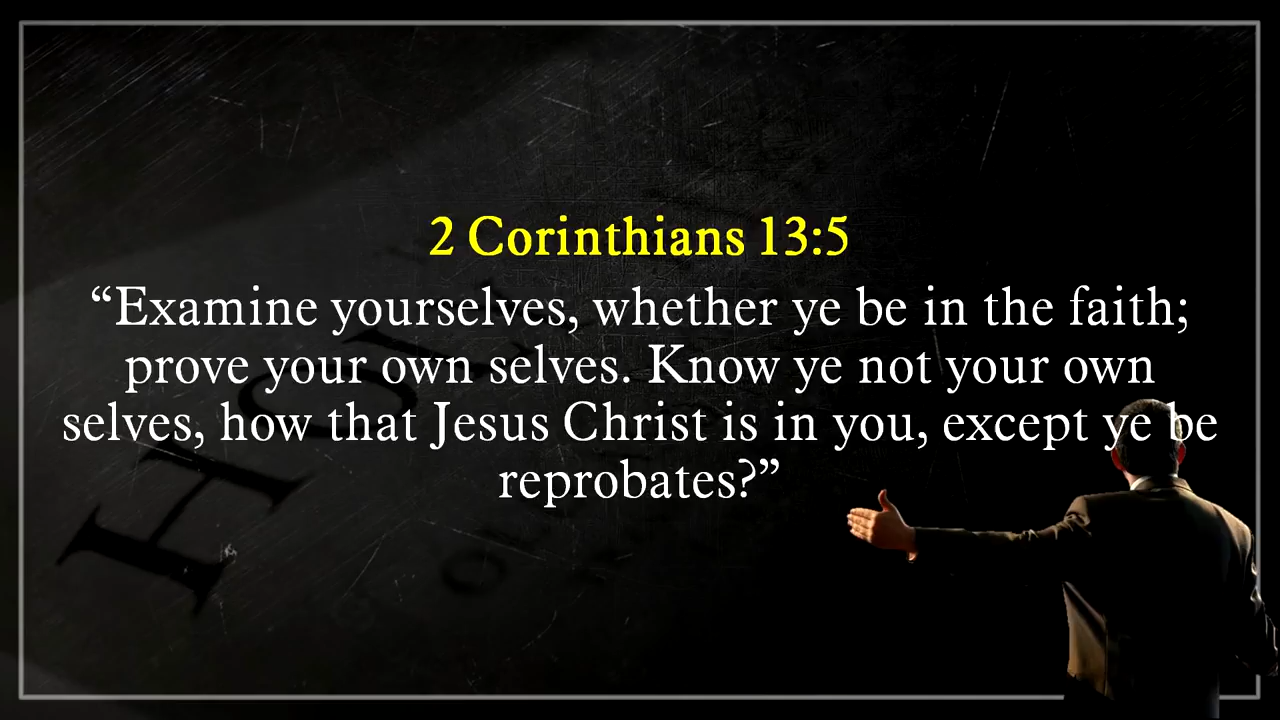 2 Corinthians 13:5
“Examine yourselves, whether ye be in the faith;
prove your own selves. Know ye not your own
selves, how that Jesus Christ is in you, except ye be
reprobates?”
HOL